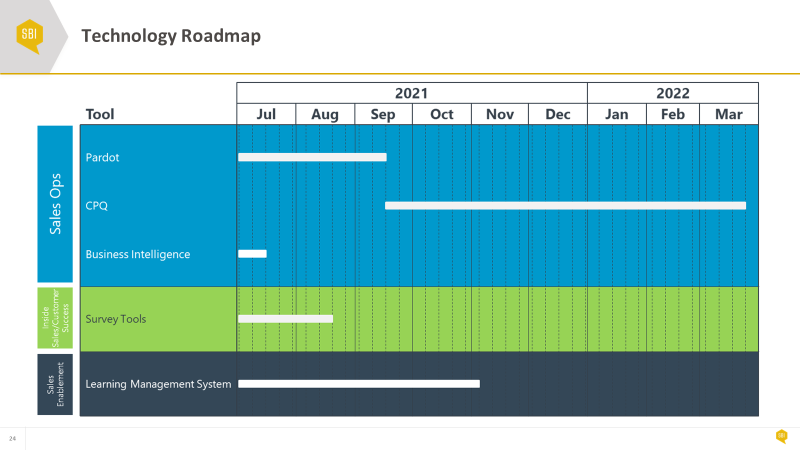 SBI
Technology Roadmap
2021 2022
Tool Jul Aug Sep Oct Nov Dec Jan Feb Mar
Sales Ops
Pardot
CPQ
Business Intelligence
Inside
Sales/Customer
Success
Survey Tools
Sales
Enablement
Learning Management System
24
SBI